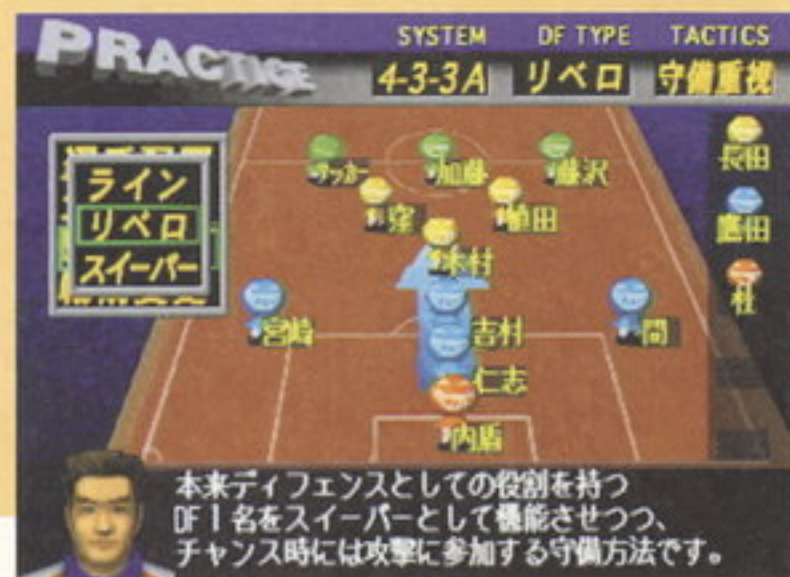 PRACTICE
SYSTEM DF TYPE TACTICS
4-3-3A リベロ 守備重視
ライン
リベロ
スイーパー
加藤 藤沢
窪 植田
木村
宮崎 吉村 間
仁志
内盾
長田
鷹田
杜
本来ディフェンスとしての役割を持つ
DF1名をスイーパーとして機能させつつ、
チャンス時には攻撃に参加する守備方法です。